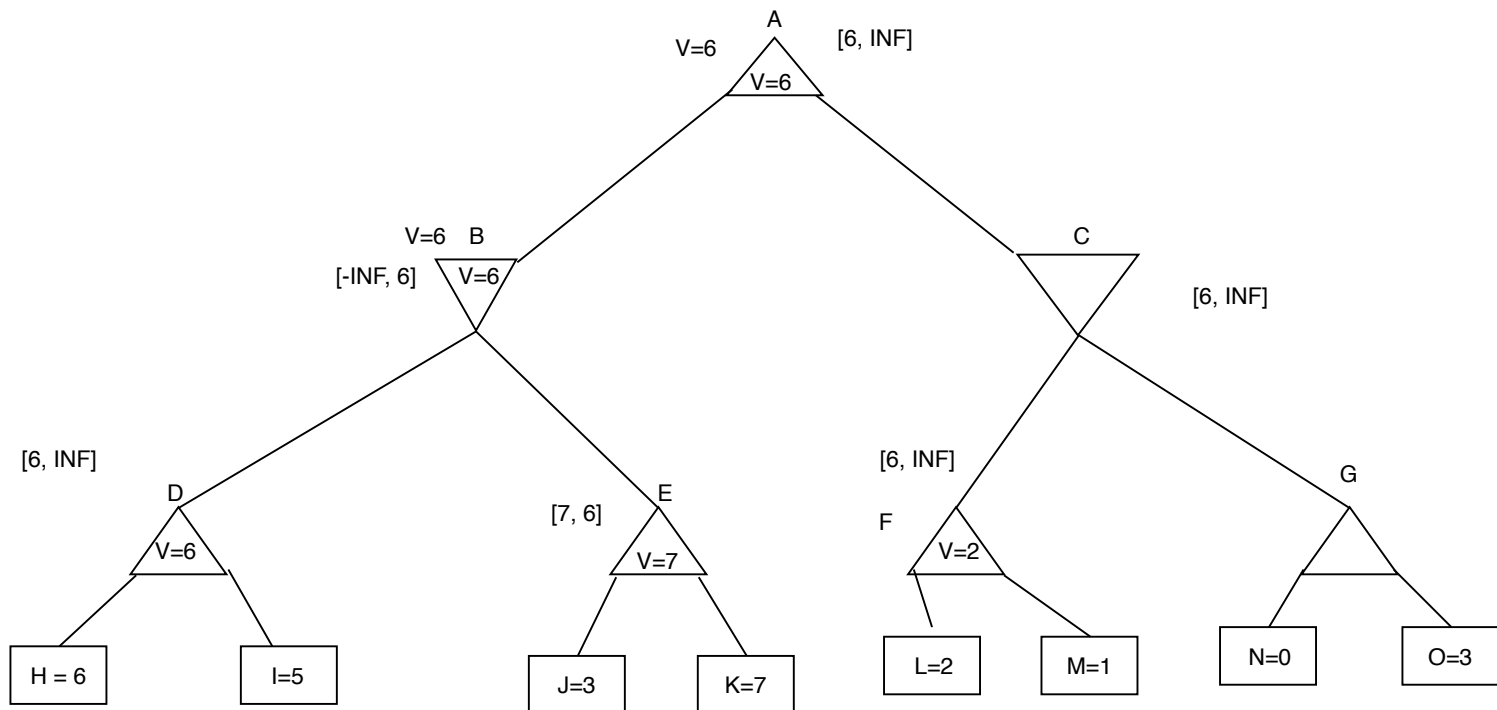 A
V=6
[6, INF]
V=6
V=6 B
C
[-INF, 6]
V=6
[6, INF]
[6, INF]
[6, INF]
D
E
G
[7, 6]
F
V=6
V=7
V=2
H = 6
I=5
J=3
K=7
L=2
M=1
N=0
O=3